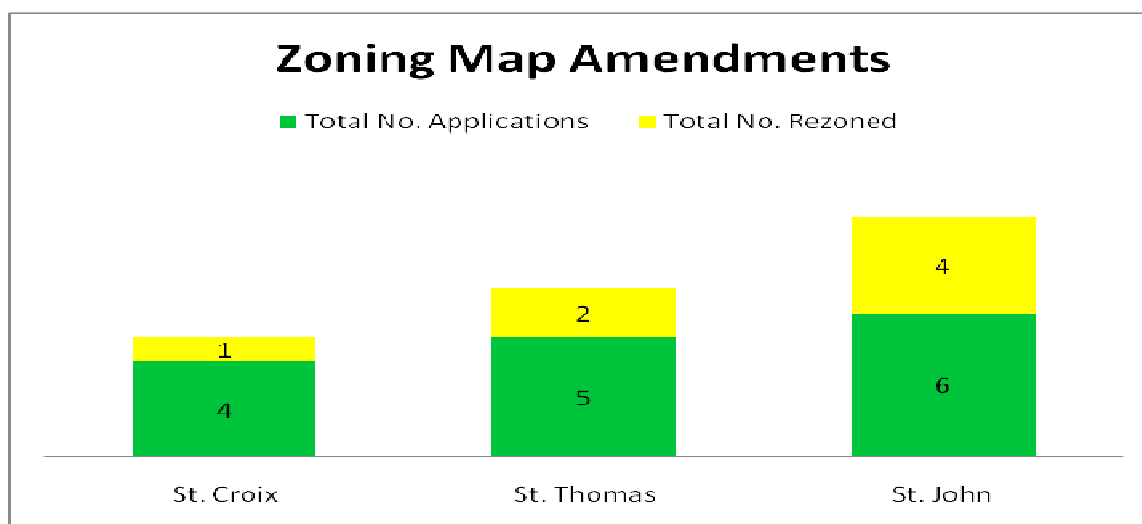 Zoning Map Amendments
Total No. Applications Total No. Rezoned
4
1
5
2
6
4
St. Croix St. Thomas St. John